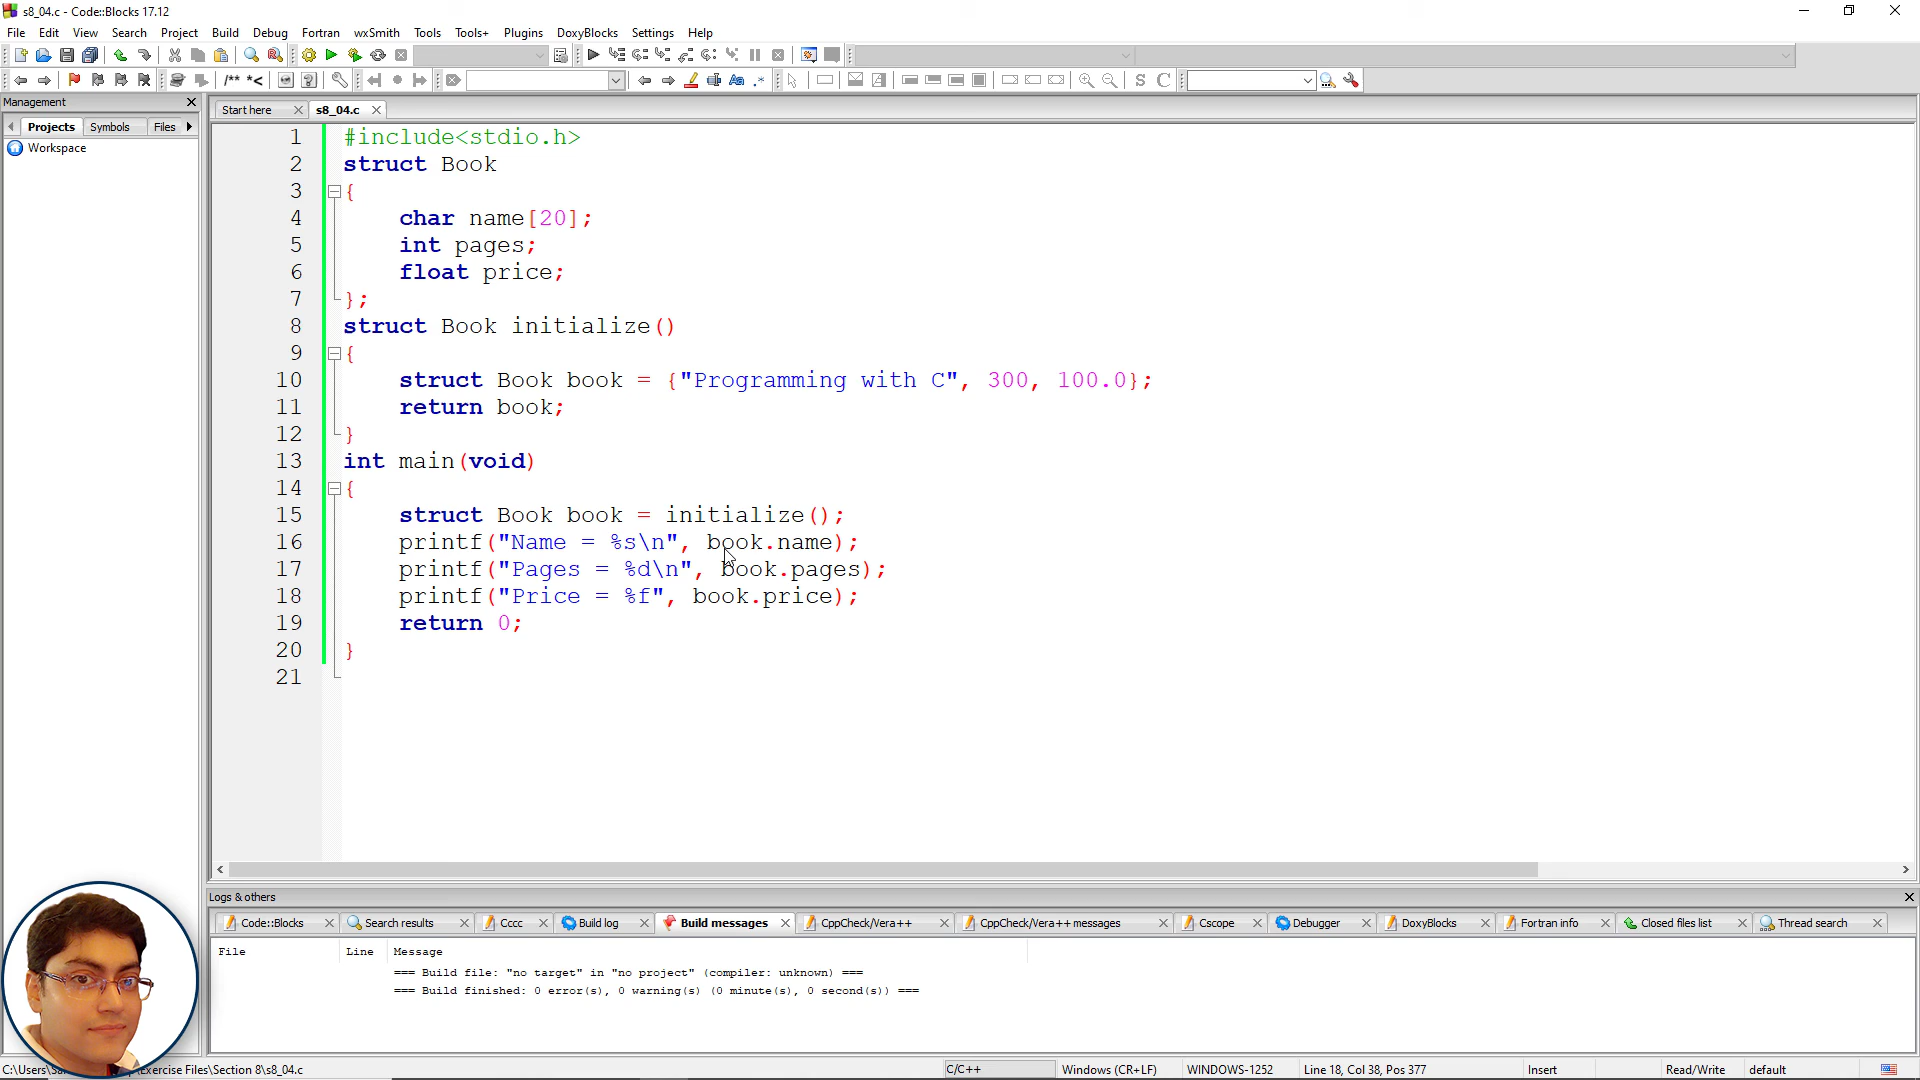 s8_04.c - Code::Blocks 17.12
File Edit View Search Project Build Debug Fortran wxSmith Tools Tools+ Plugins DoxyBlocks Settings Help
/** *<
S C
Management
Start here s8_04.c
Projects Symbols Files
Workspace
1 #include<stdio.h>
2 struct Book
3 {
4 char name[20];
5 int pages;
6 float price;
7 };
8 struct Book initialize()
9 {
10 struct Book book = {"Programming with C", 300, 100.0};
11 return book;
12 }
13 int main(void)
14 {
15 struct Book book = initialize();
16 printf("Name = %s\n", book.name);
17 printf("Pages = %d\n", book.pages);
18 printf("Price = %f", book.price);
19 return 0;
20 }
21
Logs & others
Code::Blocks Search results Cccc Build log Build messages CppCheck/Vera++ CppCheck/Vera++ messages Cscope Debugger DoxyBlocks Fortran info Closed files list Thread search
File Line Message
=== Build file: "no target" in "no project" (compiler: unknown) ===
=== Build finished: 0 error(s), 0 warning(s) (0 minute(s), 0 second(s)) ===
Exercise Files\Section 8\s8_04.c C/C++ Windows (CR+LF) WINDOWS-1252 Line 18, Col 38, Pos 377 Insert Read/Write default